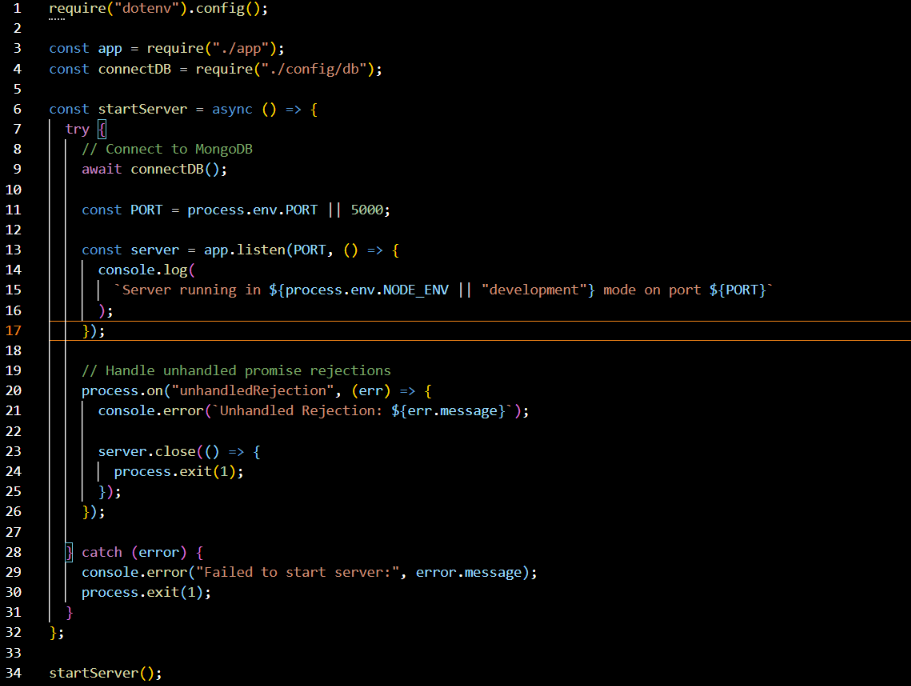 1 require("dotenv").config();
2
3 const app = require("./app");
4 const connectDB = require("./config/db");
5
6 const startServer = async () => {
7   try {
8     // Connect to MongoDB
9     await connectDB();
10
11     const PORT = process.env.PORT || 5000;
12
13     const server = app.listen(PORT, () => {
14       console.log(
15         `Server running in ${process.env.NODE_ENV || "development"} mode on port ${PORT}`
16       );
17     });
18
19     // Handle unhandled promise rejections
20     process.on("unhandledRejection", (err) => {
21       console.error(`Unhandled Rejection: ${err.message}`);
22
23       server.close(() => {
24         process.exit(1);
25       });
26     });
27
28   } catch (error) {
29     console.error("Failed to start server:", error.message);
30     process.exit(1);
31   }
32 };
33
34 startServer();